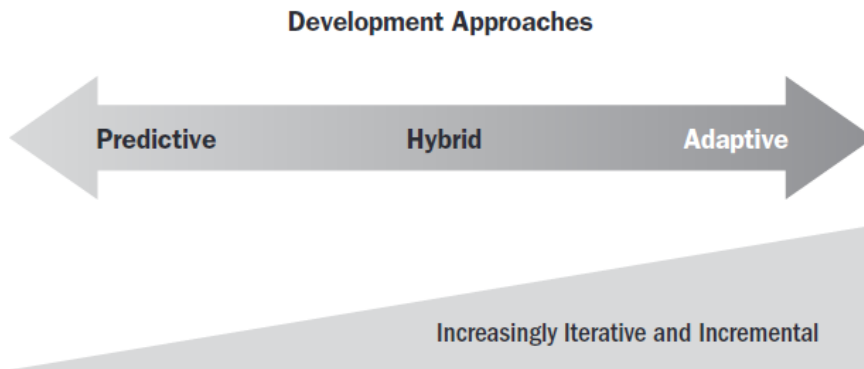 Development Approaches
Predictive Hybrid Adaptive
Increasingly Iterative and Incremental